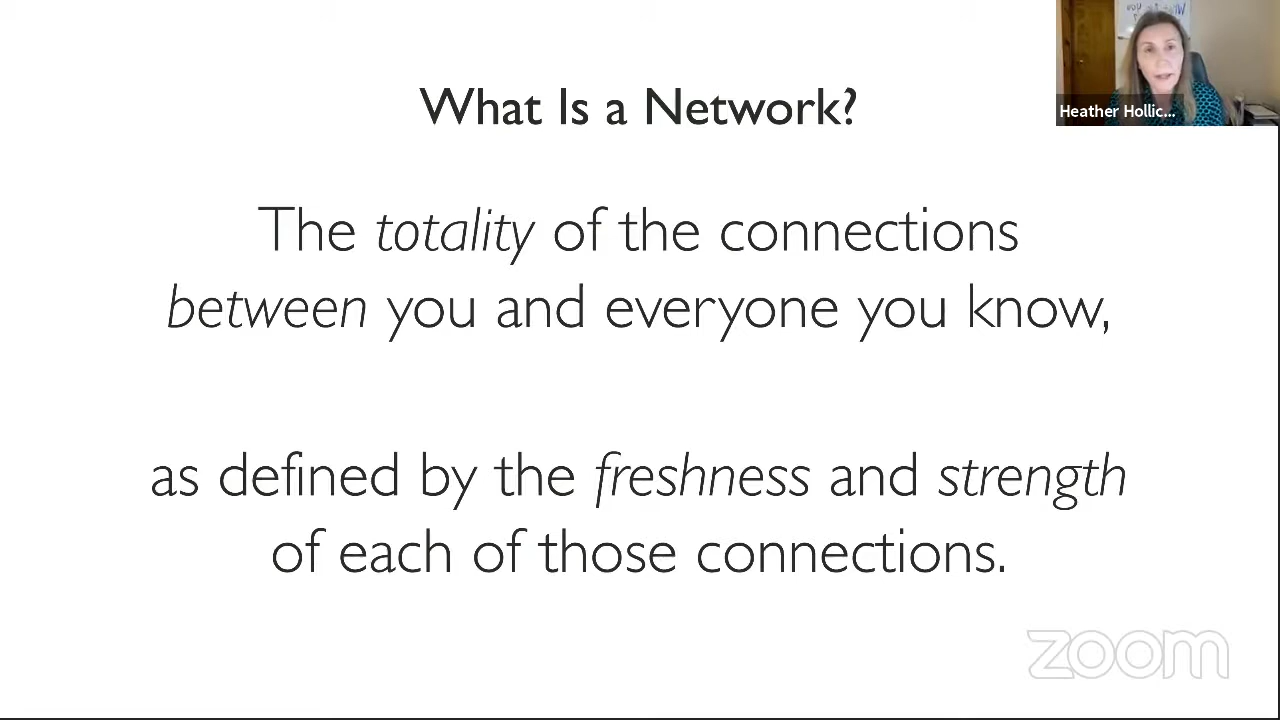 What Is a Network?
The totality of the connections
between you and everyone you know,
as defined by the freshness and strength
of each of those connections.
Heather Hollic...
zoom